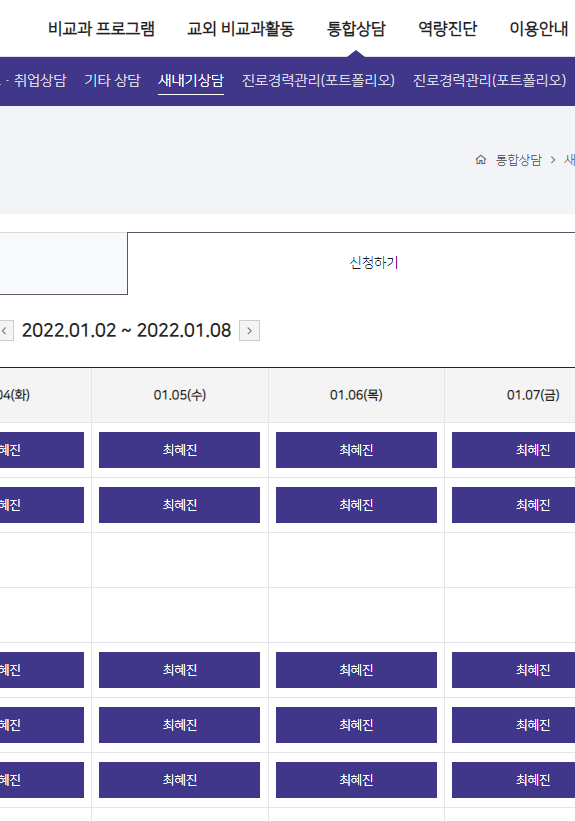 비교과 프로그램 교외 비교과활동 통합상담 역량진단 이용안내
· 취업상담 기타 상담 새내기상담 진로경력관리(포트폴리오) 진로경력관리(포트폴리오)
통합상담 > 새
신청하기
< 2022.01.02 ~ 2022.01.08 >
04(화) 01.05(수) 01.06(목) 01.07(금)
혜진 최혜진 최혜진 최혜진
혜진 최혜진 최혜진 최혜진
혜진 최혜진 최혜진 최혜진
혜진 최혜진 최혜진 최혜진
혜진 최혜진 최혜진 최혜진